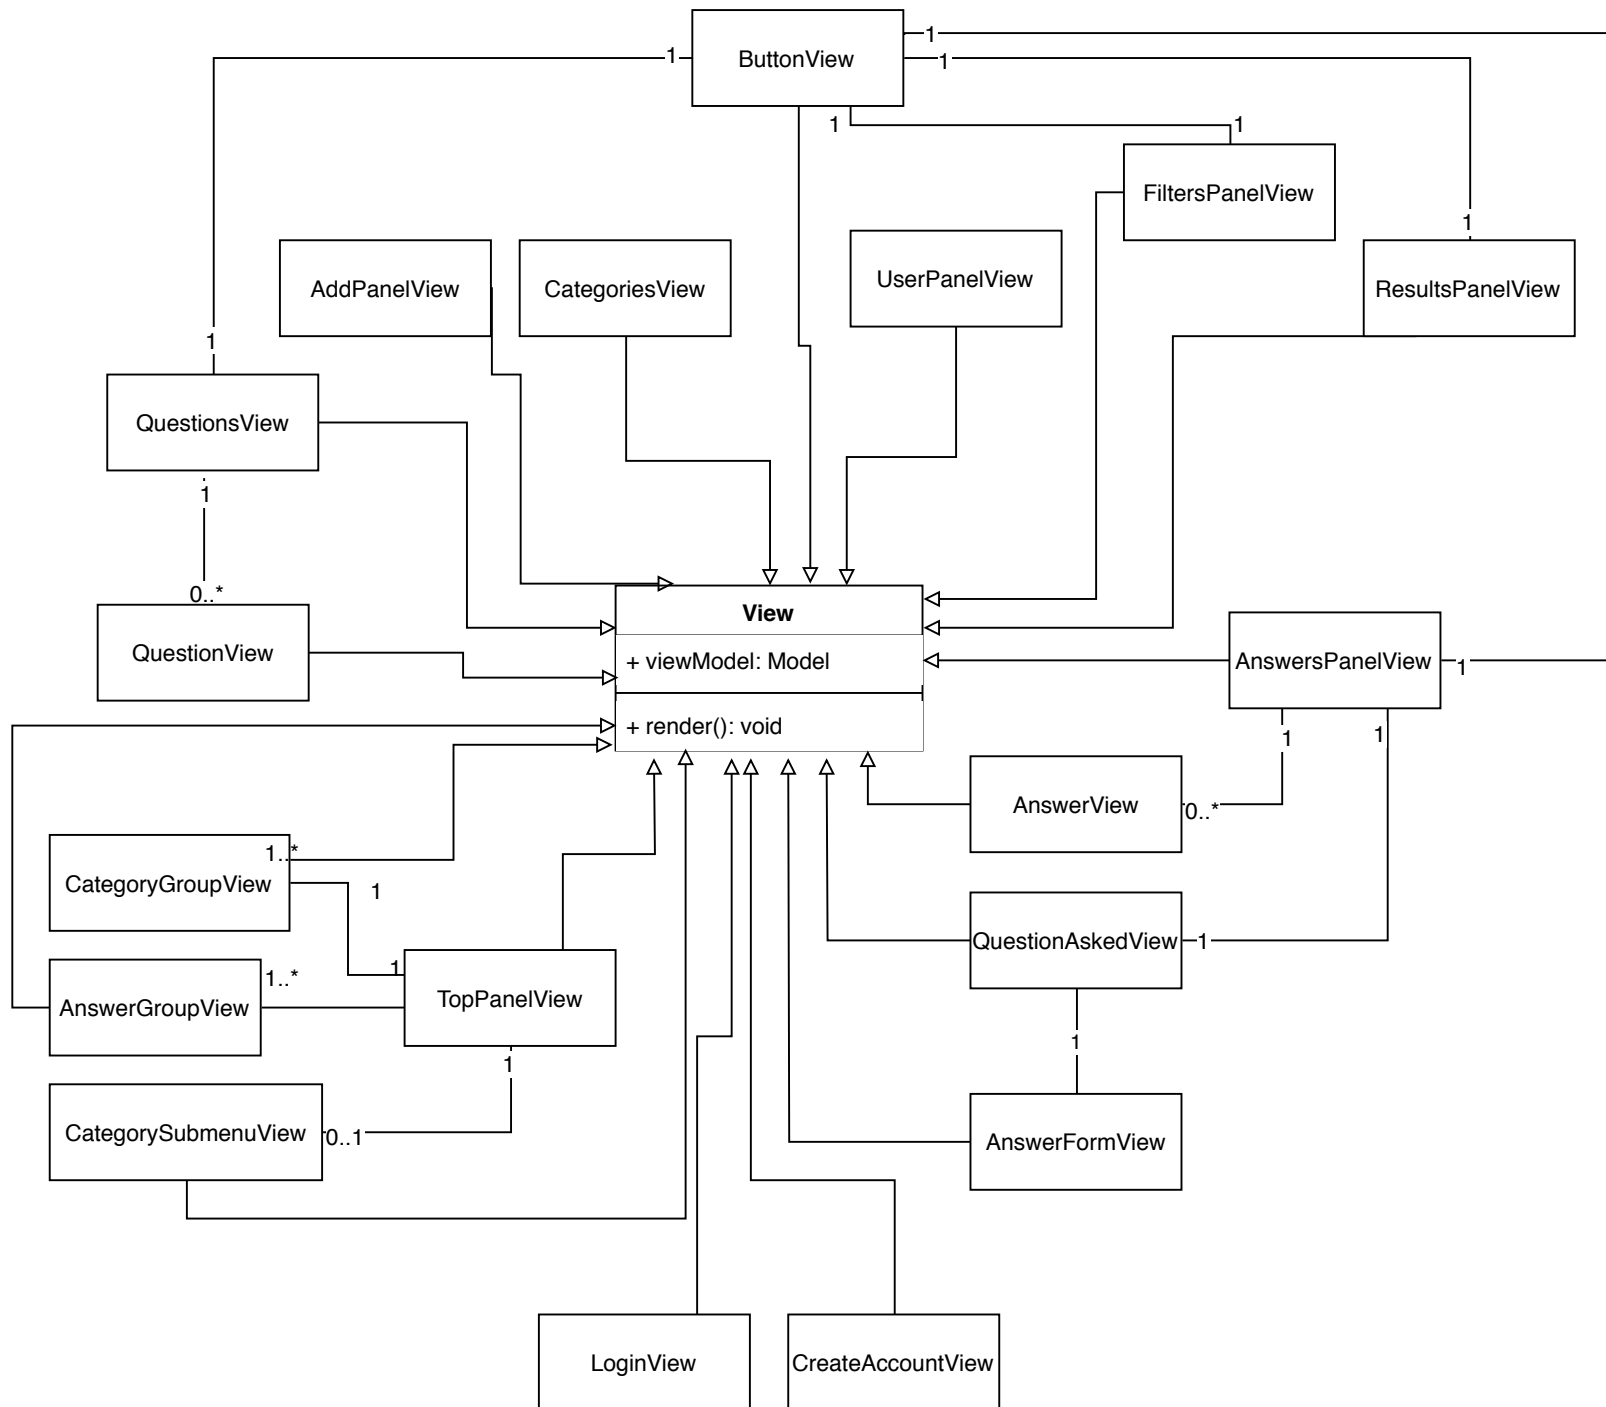 1
ButtonView
1
1
1
1
FiltersPanelView
1
AddPanelView
CategoriesView
UserPanelView
ResultsPanelView
1
QuestionsView
1
0..*
View
QuestionView
+ viewModel: Model
AnswersPanelView
1
+ render(): void
1
1
AnswerView
0..*
1..*
CategoryGroupView
1
QuestionAskedView
1
1
1..*
AnswerGroupView
TopPanelView
1
1
CategorySubmenuView
0..1
AnswerFormView
LoginView
CreateAccountView